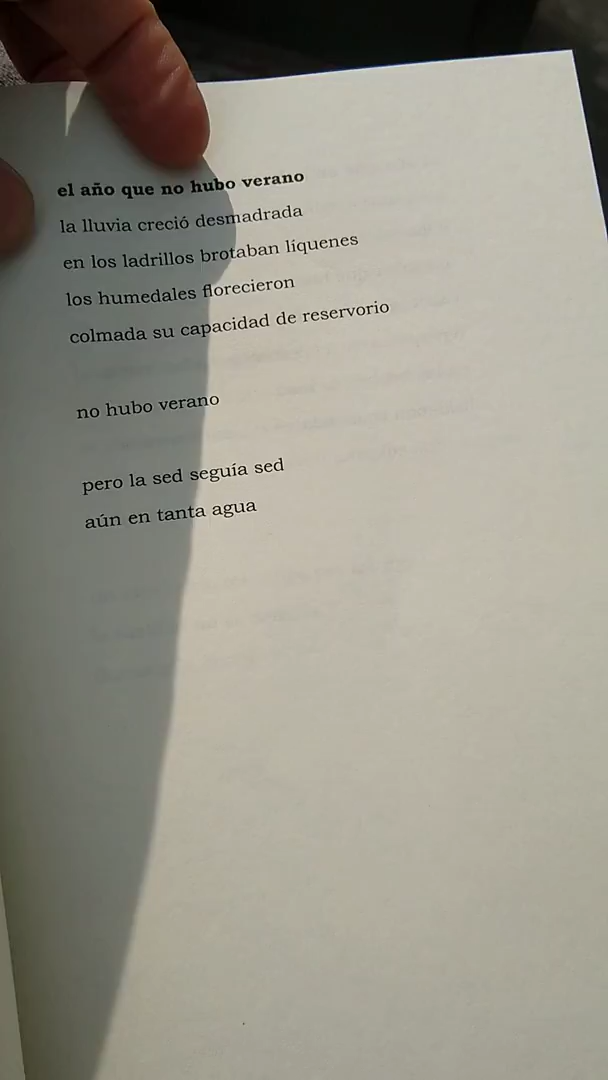 el año que no hubo verano
la lluvia creció desmadrada
en los ladrillos brotaban líquenes
los humedales florecieron
colmada su capacidad de reservorio
no hubo verano
pero la sed seguía sed
aún en tanta agua